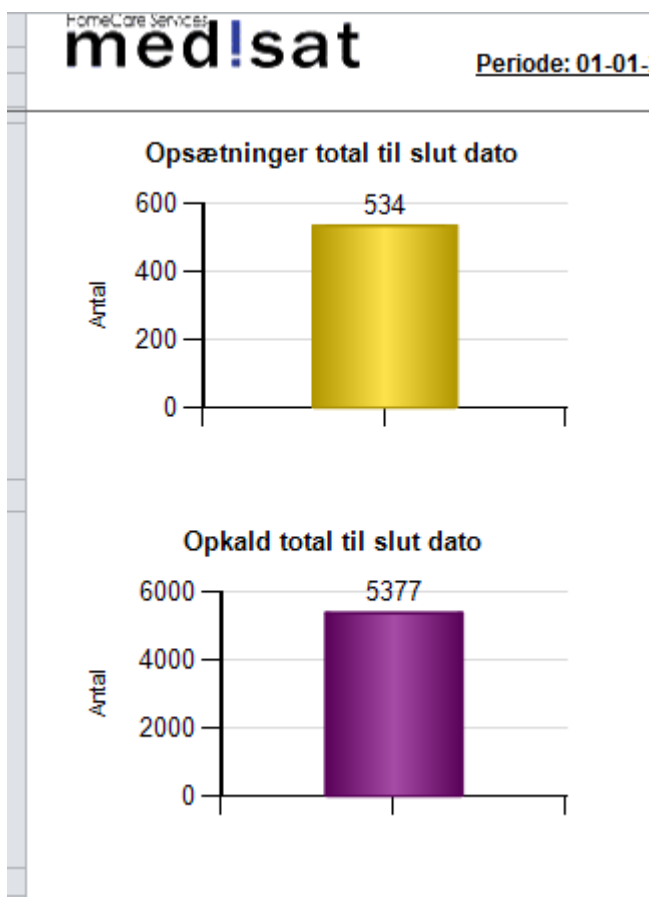 HomeCare Services
med!sat
Periode: 01-01-
Opsætninger total til slut dato
600
534
400
Antal
200
0
Opkald total til slut dato
6000
5377
4000
Antal
2000
0